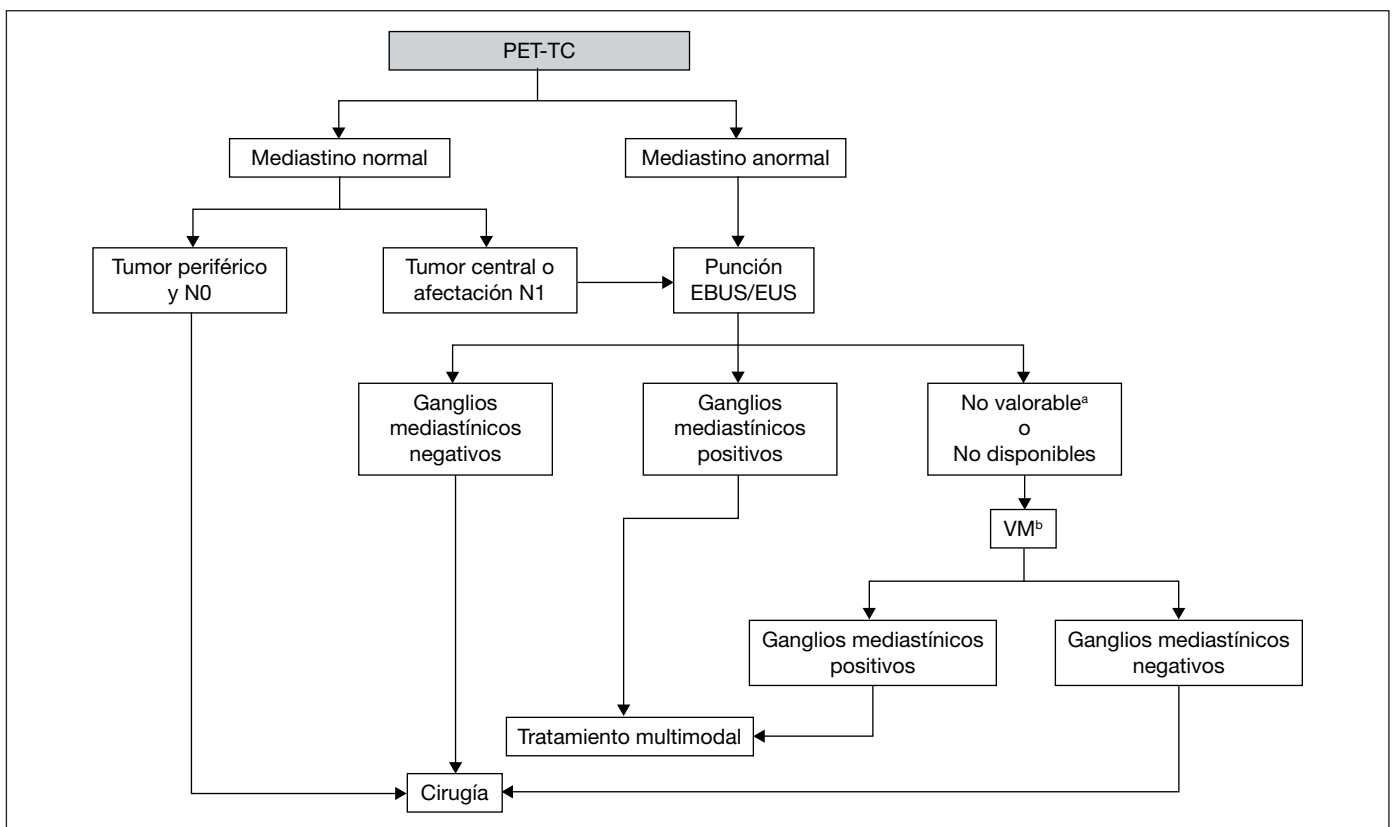 PET-TC
Mediastino normal
Mediastino anormal
Tumor periférico
y N0
Tumor central o
afectación N1
Punción
EBUS/EUS
Ganglios
mediastínicos
negativos
Ganglios
mediastínicos
positivos
No valorableᵃ
o
No disponibles
VMᵇ
Ganglios mediastínicos
positivos
Ganglios mediastínicos
negativos
Tratamiento multimodal
Cirugía